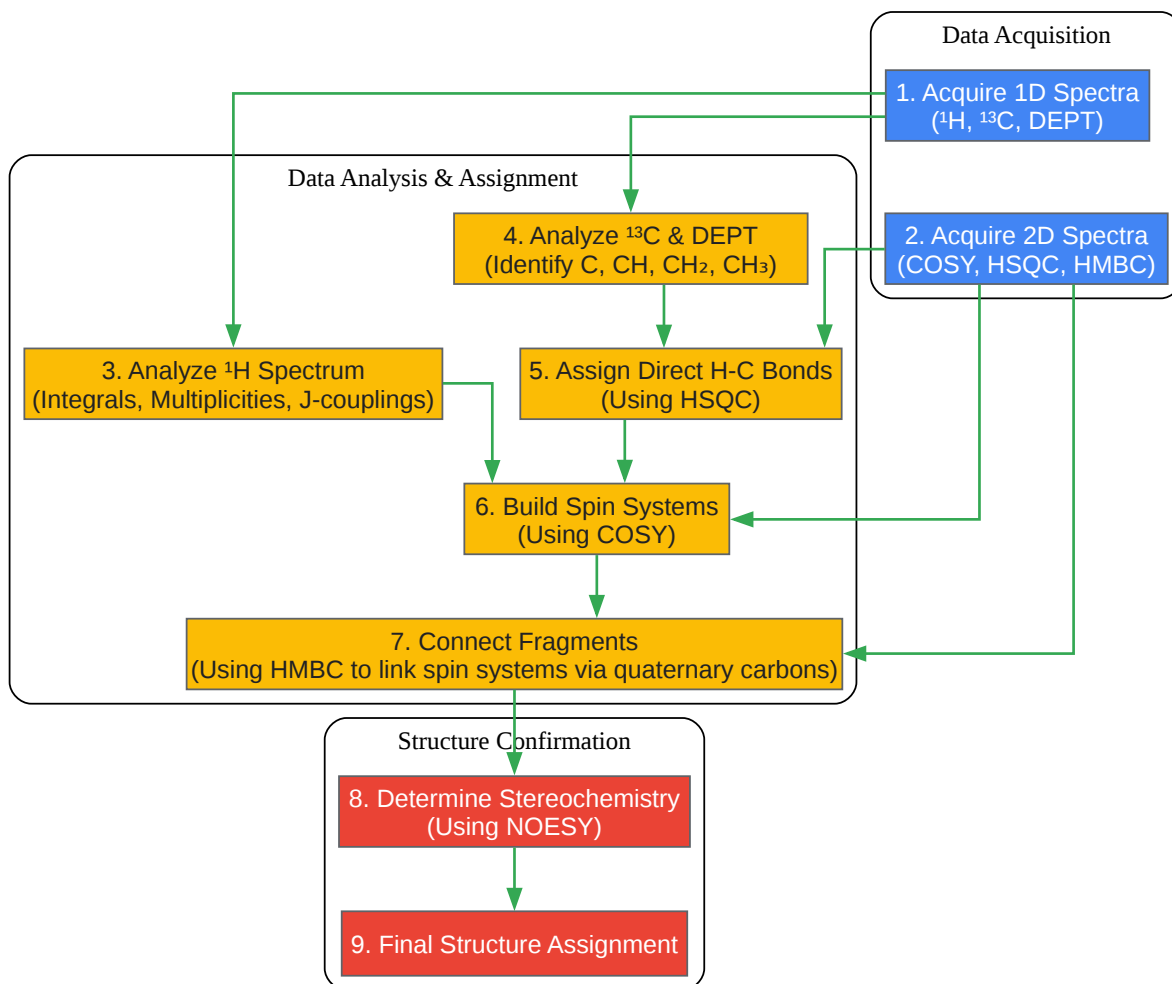 Data Acquisition
1. Acquire 1D Spectra
(¹H, ¹³C, DEPT)
2. Acquire 2D Spectra
(COSY, HSQC, HMBC)
Data Analysis & Assignment
4. Analyze ¹³C & DEPT
(Identify C, CH, CH₂, CH₃)
3. Analyze ¹H Spectrum
(Integrals, Multiplicities, J-couplings)
5. Assign Direct H-C Bonds
(Using HSQC)
6. Build Spin Systems
(Using COSY)
7. Connect Fragments
(Using HMBC to link spin systems via quaternary carbons)
Structure Confirmation
8. Determine Stereochemistry
(Using NOESY)
9. Final Structure Assignment